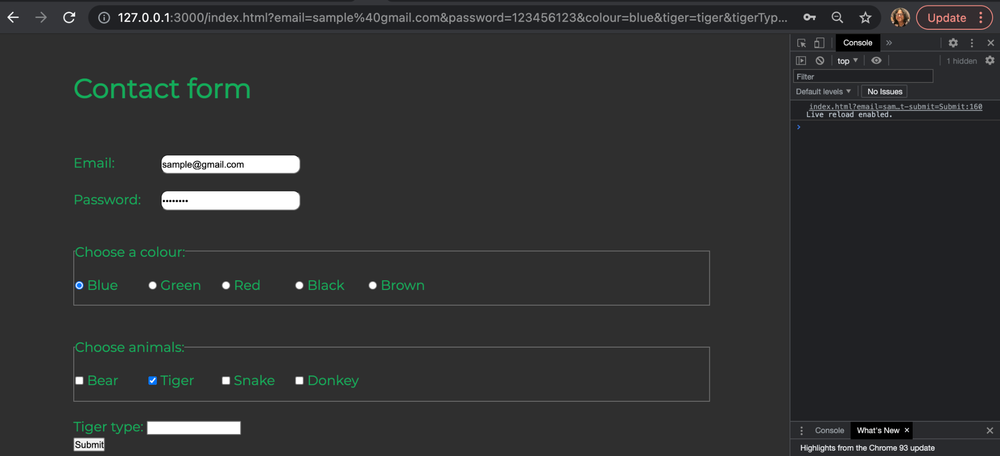 127.0.0.1:3000/index.html?email=sample%40gmail.com&password=123456123&colour=blue&tiger=tiger&tigerTyp...
Update
Console
top
1 hidden
Filter
Default levels
No Issues
index.html?email=sam…t-submit=Submit:160
Live reload enabled.
Contact form
Email: sample@gmail.com
Password: ••••••••
Choose a colour:
Blue Green Red Black Brown
Choose animals:
Bear Tiger Snake Donkey
Tiger type:
Submit
Console What's New
Highlights from the Chrome 93 update